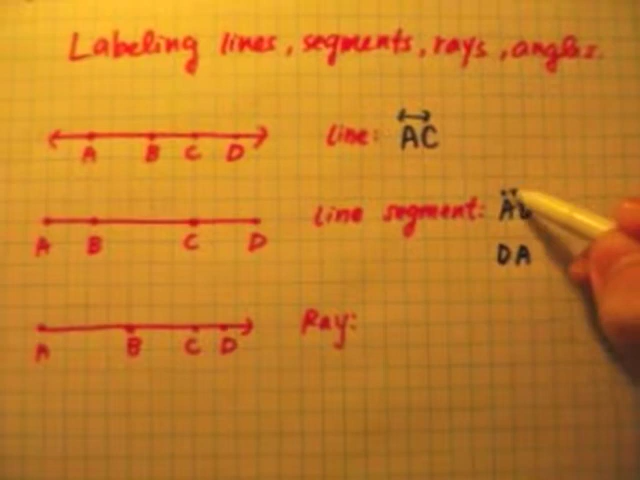 Labeling lines, segments, rays, angles.
A B C D
line: AC
A B C D
line segment:
DA
A B C D
Ray: